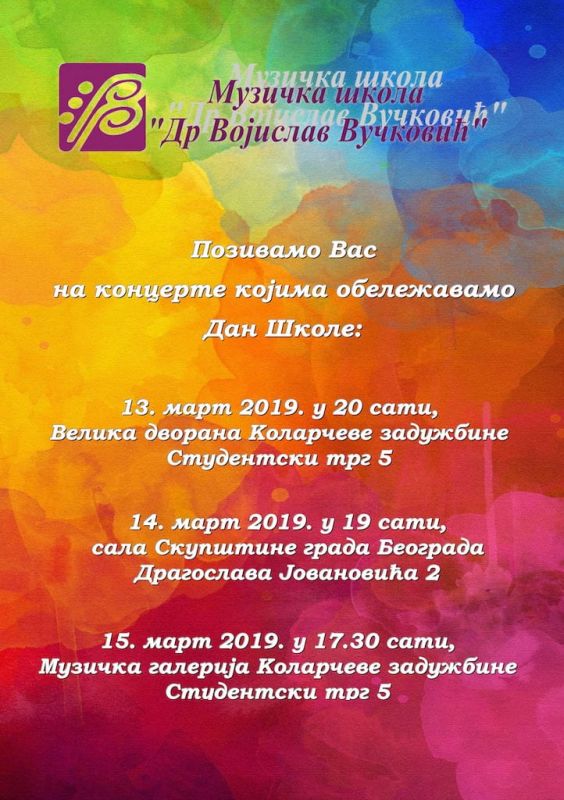 Музичка школа
"Др Војислав Вучковић"
Позивамо Вас
на концерте којима обележавамо
Дан Школе:
13. март 2019. у 20 сати,
Велика дворана Коларчеве задужбине
Студентски трг 5
14. март 2019. у 19 сати,
сала Скупштине града Београда
Драгослава Јовановића 2
15. март 2019. у 17.30 сати,
Музичка галерија Коларчеве задужбине
Студентски трг 5